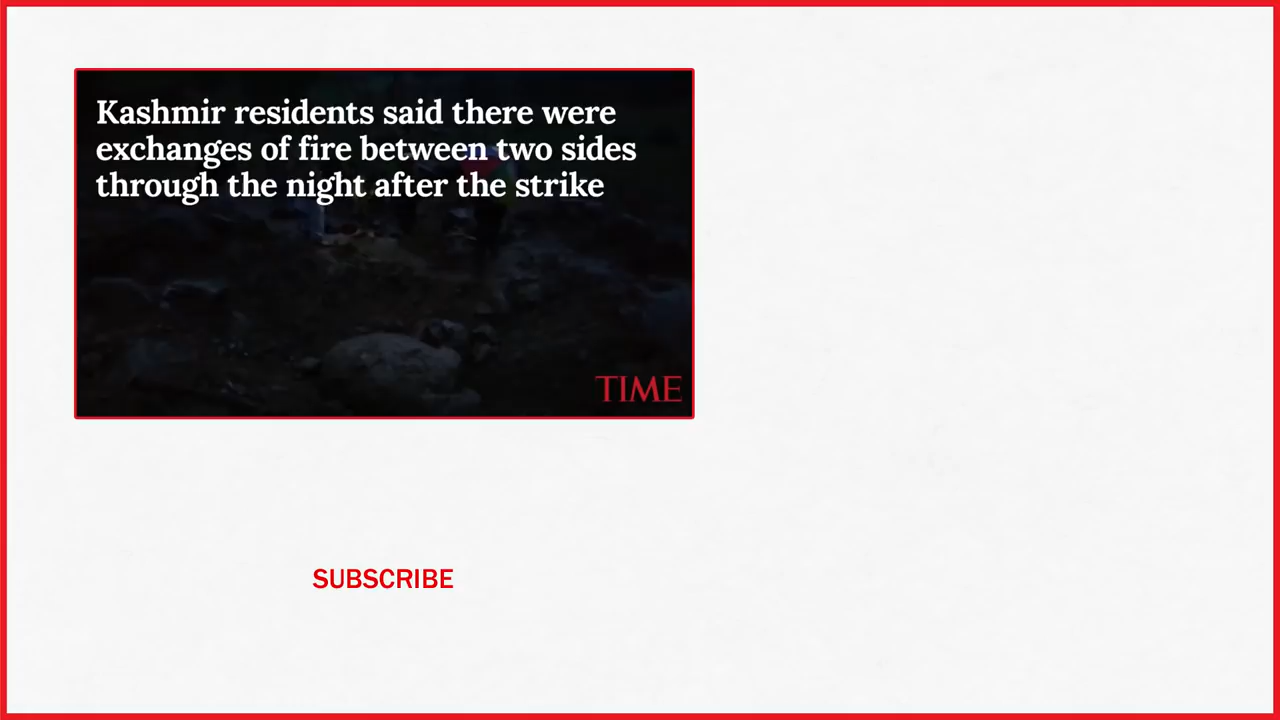 Kashmir residents said there were
exchanges of fire between two sides
through the night after the strike
TIME
SUBSCRIBE